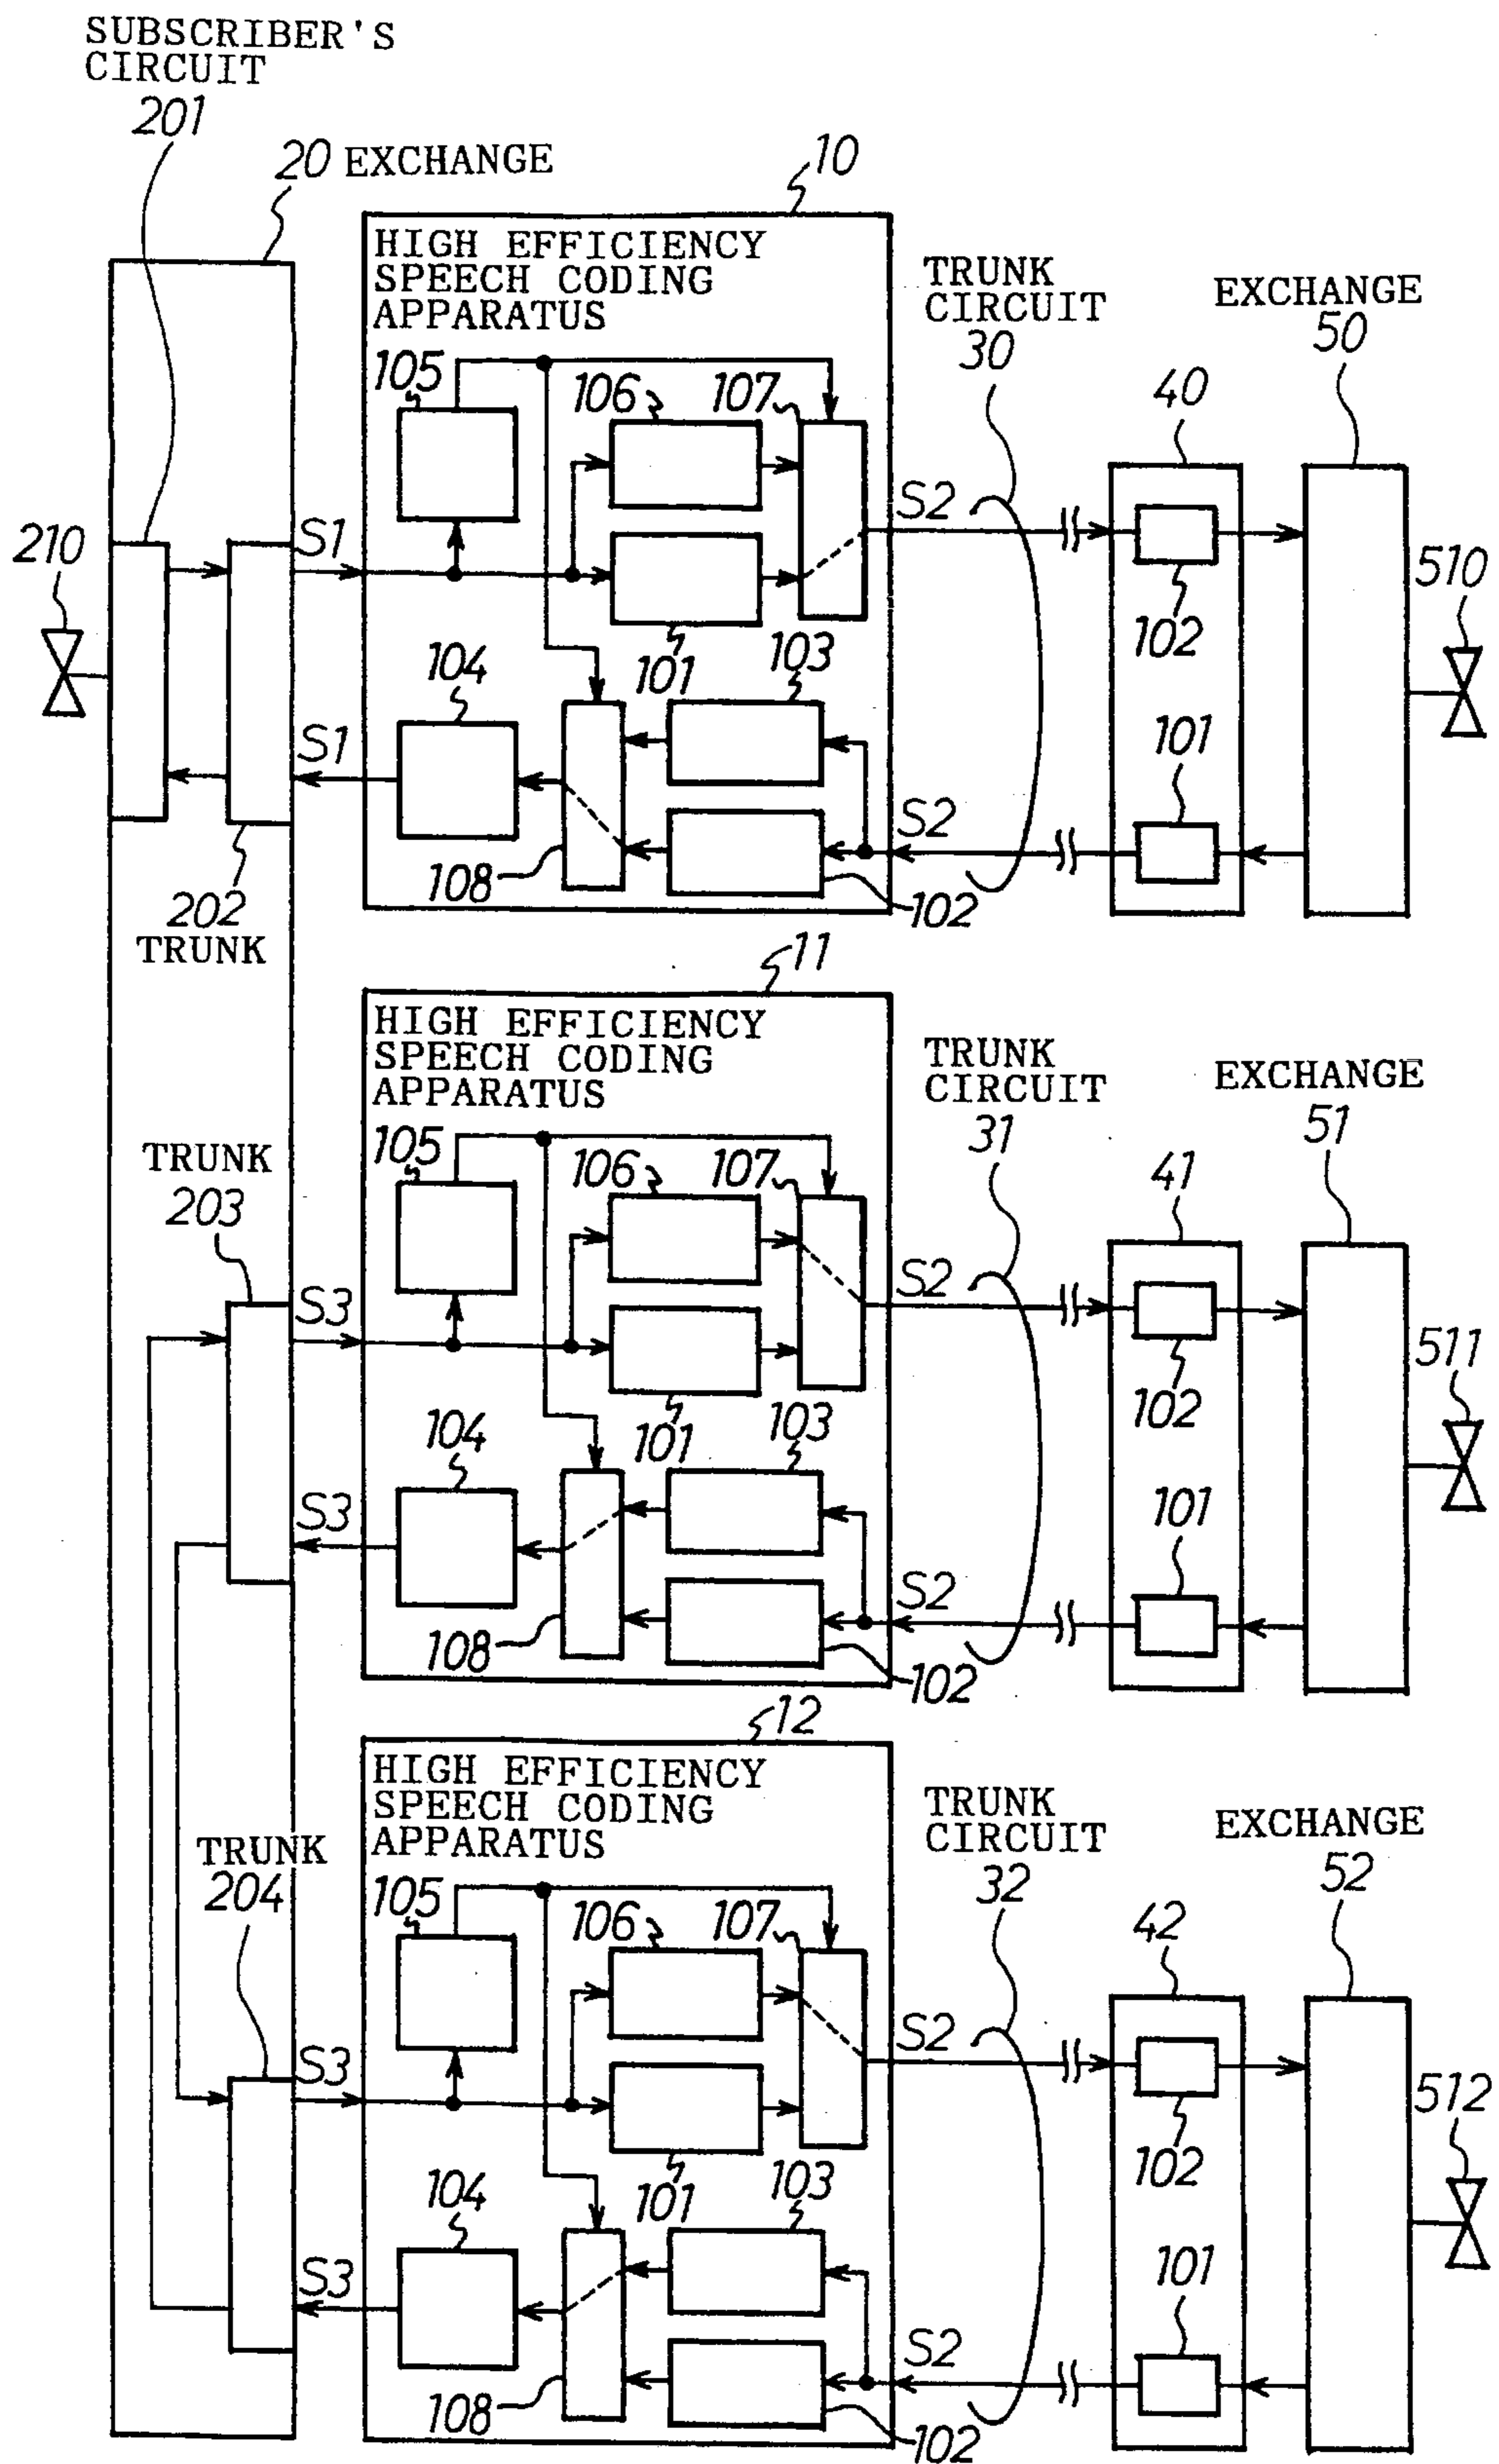 SUBSCRIBER'S
CIRCUIT
201
20 EXCHANGE
10
HIGH EFFICIENCY
SPEECH CODING
APPARATUS
TRUNK
CIRCUIT
30
EXCHANGE
50
40
105
106
107
S1
S2
210
510
102
104
101
103
S1
101
S2
108
102
202
TRUNK
11
HIGH EFFICIENCY
SPEECH CODING
APPARATUS
TRUNK
CIRCUIT
31
EXCHANGE
51
41
105
106
107
TRUNK
203
S3
S2
511
102
104
101
103
S3
101
S2
108
102
12
HIGH EFFICIENCY
SPEECH CODING
APPARATUS
TRUNK
CIRCUIT
32
EXCHANGE
52
42
TRUNK
204
105
106
107
S3
S2
512
102
104
101
103
S3
101
S2
108
102